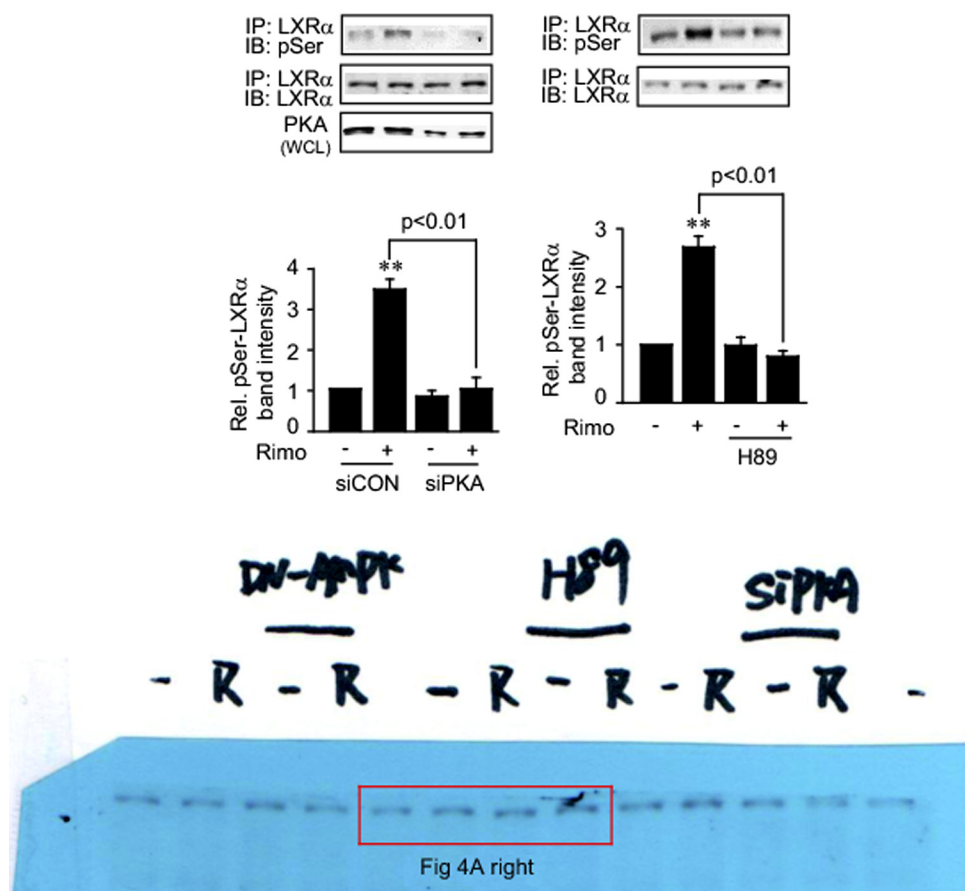 IP: LXRα
IB: pSer
IP: LXRα
IB: LXRα
PKA
(WCL)
IP: LXRα
IB: pSer
IP: LXRα
IB: LXRα
p<0.01
**
4
3
2
1
0
Rel. pSer-LXRα
band intensity
Rimo - + - +
siCON siPKA
p<0.01
**
3
2
1
0
Rel. pSer-LXRα
band intensity
Rimo - + - +
H89
DN-AMPK H89 SiPKA
- R - R - R - R - R - R -
Fig 4A right